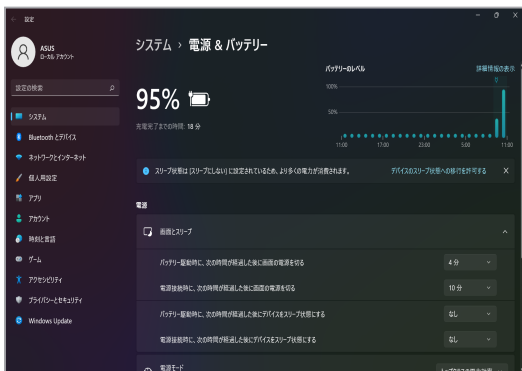 ← 設定
ASUS
ローカル アカウント
設定の検索
システム
Bluetooth とデバイス
ネットワークとインターネット
個人用設定
アプリ
アカウント
時刻と言語
ゲーム
アクセシビリティ
プライバシーとセキュリティ
Windows Update
システム › 電源 & バッテリー
95%
充電完了までの時間: 18 分
バッテリーのレベル
詳細情報の表示
100%
50%
11:00 17:00 23:00 5:00 11:00
スリープ状態は [スリープにしない] に設定されているため、より多くの電力が消費されます。 デバイスのスリープ状態への移行を許可する ×
電源
画面とスリープ
バッテリー駆動時に、次の時間が経過した後に画面の電源を切る 4 分
電源接続時に、次の時間が経過した後に画面の電源を切る 10 分
バッテリー駆動時に、次の時間が経過した後にデバイスをスリープ状態にする なし
電源接続時に、次の時間が経過した後にデバイスをスリープ状態にする なし
電源モード